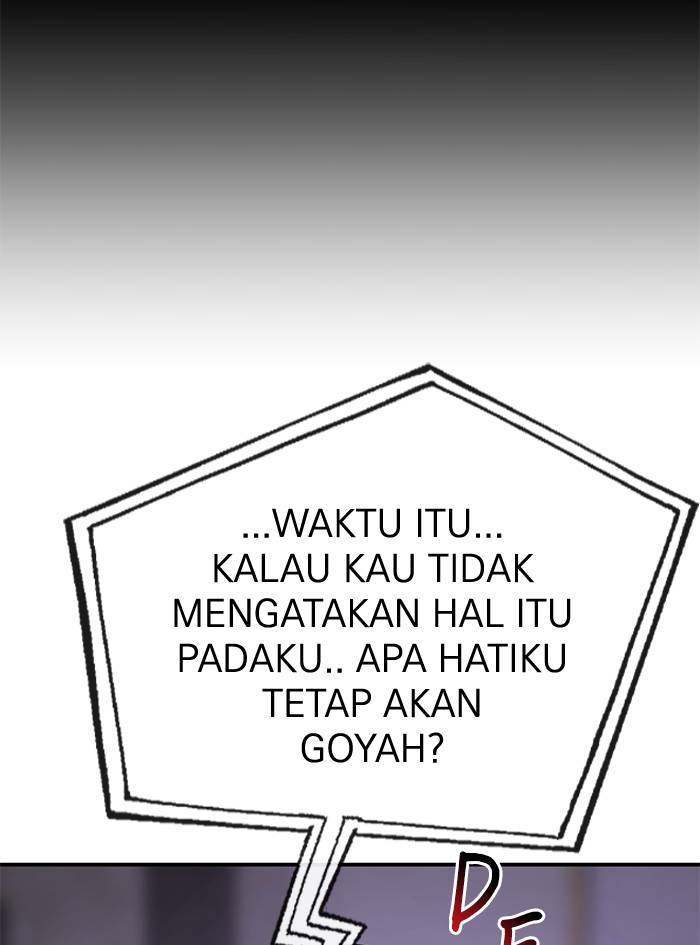 ...WAKTU ITU...
KALAU KAU TIDAK
MENGATAKAN HAL ITU
PADAKU.. APA HATIKU
TETAP AKAN
GOYAH?
D
E